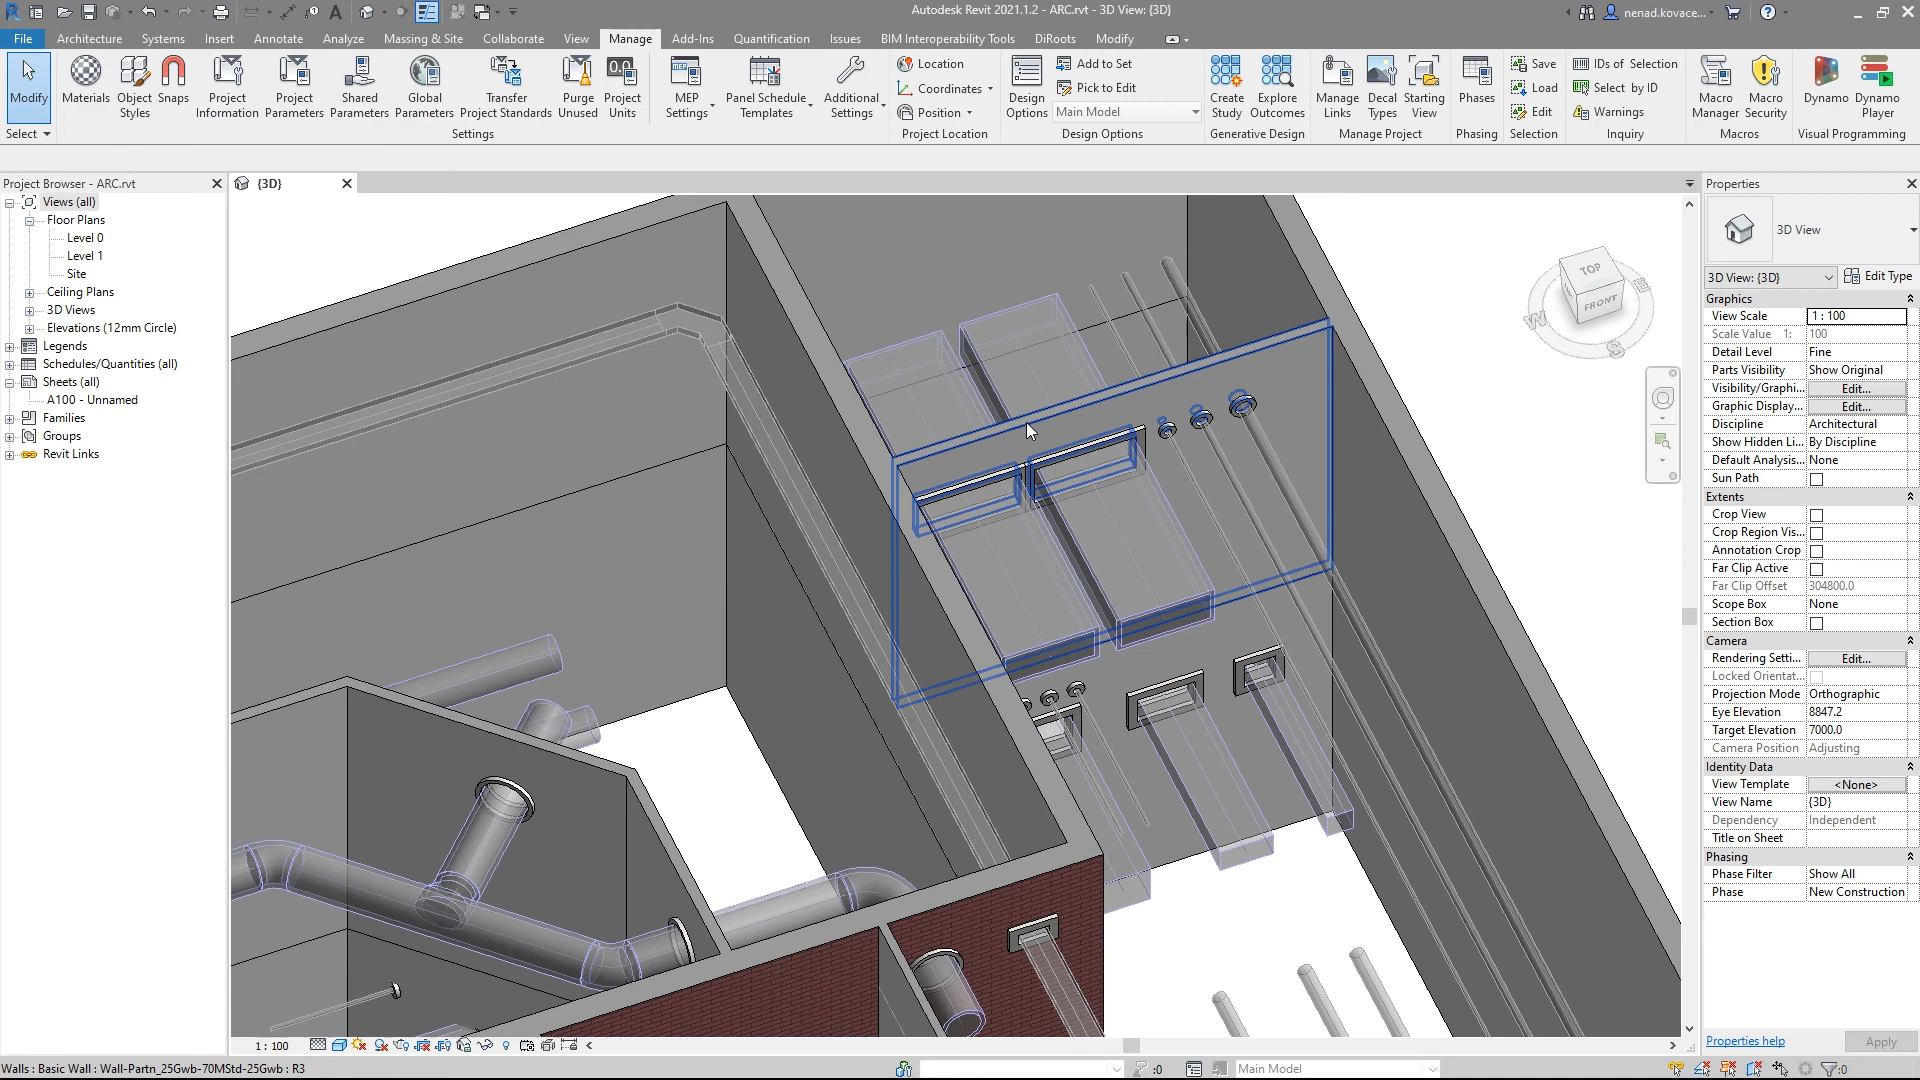 Autodesk Revit 2021.1.2 - ARC.rvt - 3D View: {3D}
nenad.kovace...
File Architecture Systems Insert Annotate Analyze Massing & Site Collaborate View Manage Add-Ins Quantification Issues BIM Interoperability Tools DiRoots Modify
Modify
Materials
Object Styles
Snaps
Project Information
Project Parameters
Shared Parameters
Global Parameters
Transfer Project Standards
Purge Unused
Project Units
MEP Settings
Panel Schedule Templates
Additional Settings
Location
Coordinates
Position
Design Options
Add to Set
Pick to Edit
Main Model
Create Study
Explore Outcomes
Manage Links
Decal Types
Starting View
Phases
Save
Load
Edit
IDs of Selection
Select by ID
Warnings
Macro Manager
Macro Security
Dynamo
Dynamo Player
Select
Settings
Project Location
Design Options
Generative Design
Manage Project
Phasing
Selection
Inquiry
Macros
Visual Programming
Project Browser - ARC.rvt
Views (all)
Floor Plans
Level 0
Level 1
Site
Ceiling Plans
3D Views
Elevations (12mm Circle)
Legends
Schedules/Quantities (all)
Sheets (all)
A100 - Unnamed
Families
Groups
Revit Links
{3D}
TOP
FRONT
W
S
E
Properties
3D View
3D View: {3D}
Edit Type
Graphics
View Scale 1 : 100
Scale Value 1: 100
Detail Level Fine
Parts Visibility Show Original
Visibility/Graphi... Edit...
Graphic Display... Edit...
Discipline Architectural
Show Hidden Li... By Discipline
Default Analysis... None
Sun Path
Extents
Crop View
Crop Region Vis...
Annotation Crop
Far Clip Active
Far Clip Offset 304800.0
Scope Box None
Section Box
Camera
Rendering Setti... Edit...
Locked Orientat...
Projection Mode Orthographic
Eye Elevation 8847.2
Target Elevation 7000.0
Camera Position Adjusting
Identity Data
View Template <None>
View Name {3D}
Dependency Independent
Title on Sheet
Phasing
Phase Filter Show All
Phase New Construction
Properties help
Apply
1 : 100
Walls : Basic Wall : Wall-Partn_25Gwb-70MStd-25Gwb : R3
:0
Main Model
:0